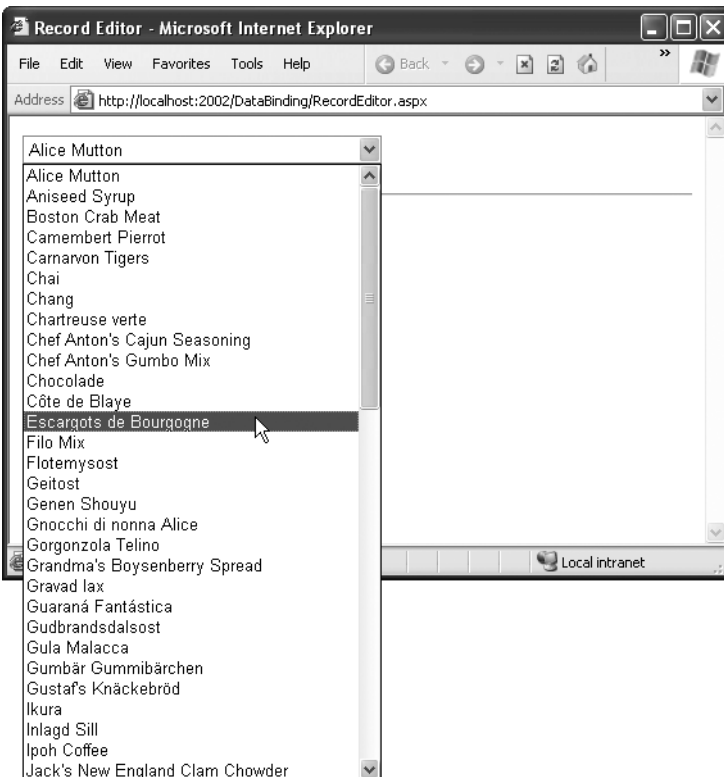 Record Editor - Microsoft Internet Explorer
File Edit View Favorites Tools Help Back »
Address http://localhost:2002/DataBinding/RecordEditor.aspx
Alice Mutton
Alice Mutton
Aniseed Syrup
Boston Crab Meat
Camembert Pierrot
Carnarvon Tigers
Chai
Chang
Chartreuse verte
Chef Anton's Cajun Seasoning
Chef Anton's Gumbo Mix
Chocolade
Côte de Blaye
Escargots de Bourgogne
Filo Mix
Flotemysost
Geitost
Genen Shouyu
Gnocchi di nonna Alice
Gorgonzola Telino
Grandma's Boysenberry Spread
Local intranet
Gravad lax
Guaraná Fantástica
Gudbrandsdalsost
Gula Malacca
Gumbär Gummibärchen
Gustaf's Knäckebröd
Ikura
Inlagd Sill
Ipoh Coffee
Jack's New England Clam Chowder